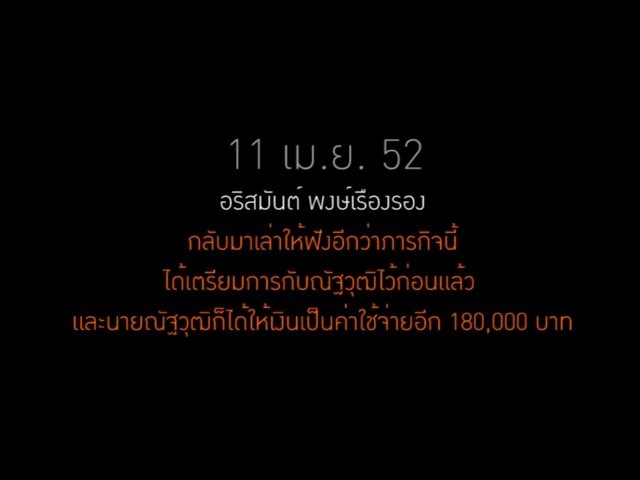 11 เม.ย. 52
อริสมันต์ พงษ์เรืองรอง
กลับมาเล่าให้ฟังอีกว่าภารกิจนี้
ได้เตรียมการกับณัฐวุฒิไว้ก่อนแล้ว
และนายณัฐวุฒิก็ได้ให้เงินเป็นค่าใช้จ่ายอีก 180,000 บาท